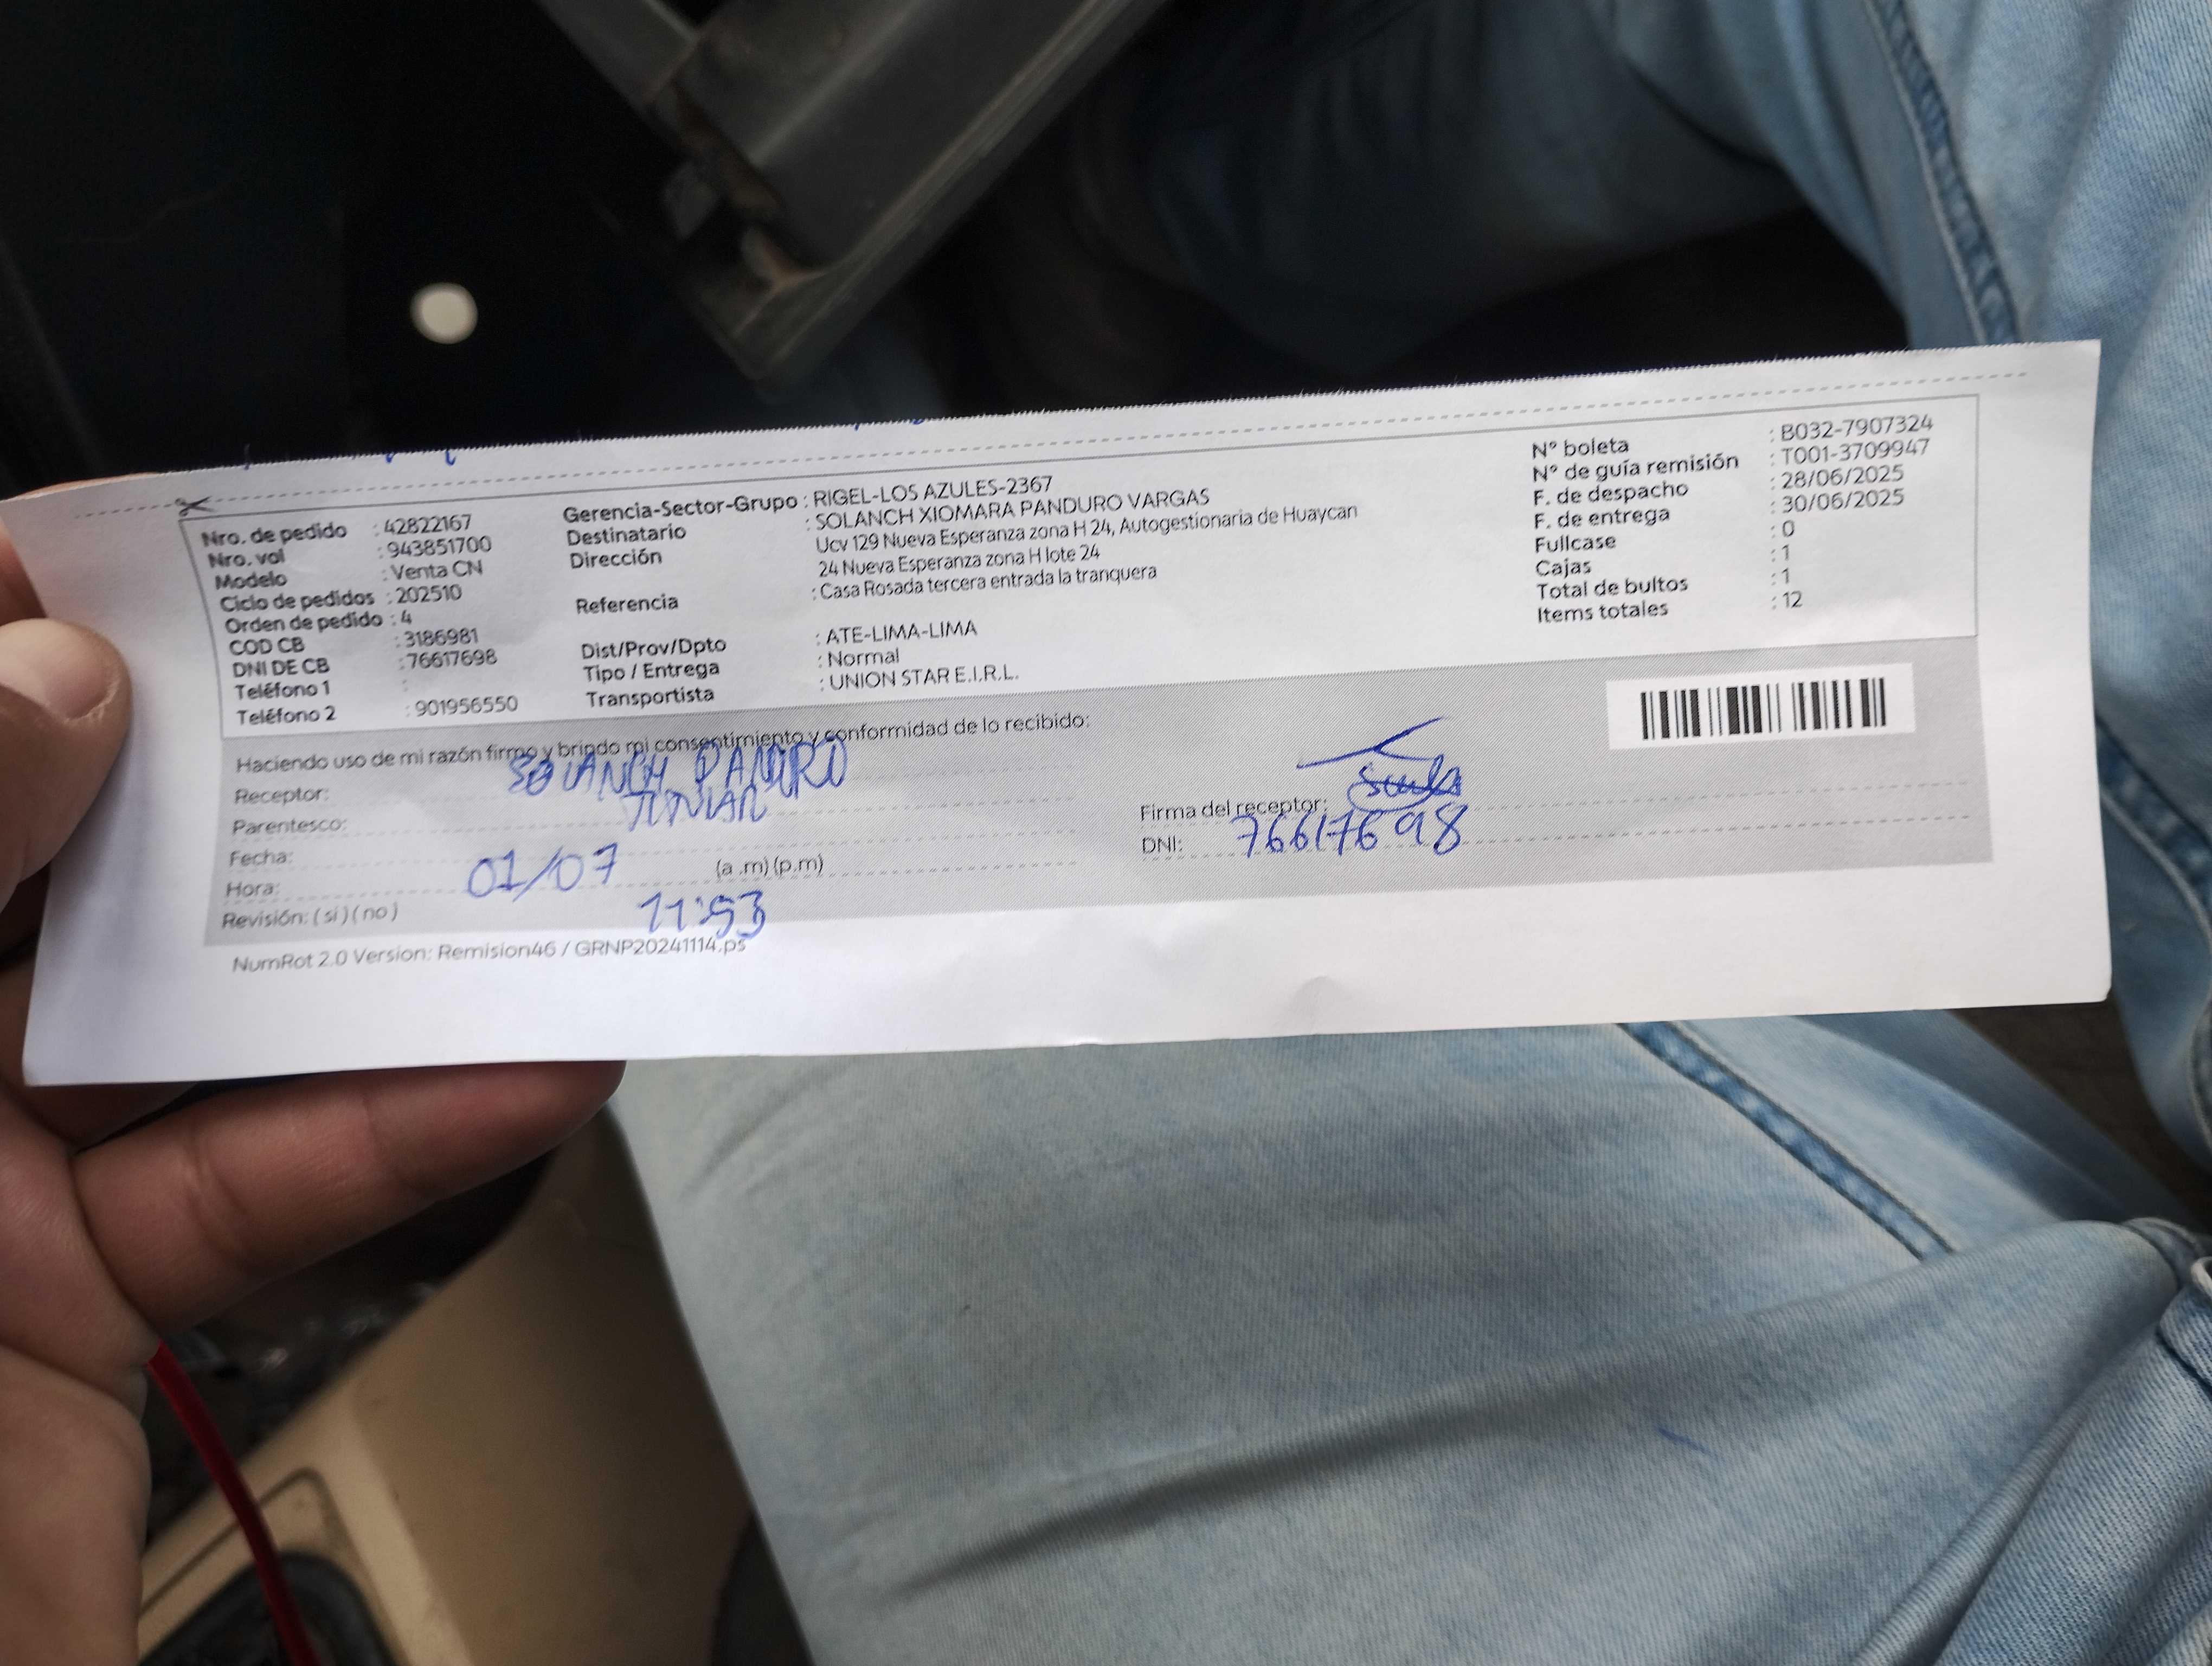 Nro. de pedido : 42822167
Nro. vol : 943851700
Modelo : Venta CN
Ciclo de pedidos : 202510
Orden de pedido : 4
COD CB : 3186981
DNI DE CB : 76617698
Teléfono 1 :
Teléfono 2 : 901956550
Gerencia-Sector-Grupo : RIGEL-LOS AZULES-2367
Destinatario : SOLANCH XIOMARA PANDURO VARGAS
Dirección Ucv 129 Nueva Esperanza zona H 24, Autogestionaria de Huaycan
24 Nueva Esperanza zona H lote 24
Referencia : Casa Rosada tercera entrada la tranquera
Dist/Prov/Dpto : ATE-LIMA-LIMA
Tipo / Entrega : Normal
Transportista : UNION STAR E.I.R.L.
Nº boleta : B032-7907324
Nº de guía remisión : T001-3709947
F. de despacho : 28/06/2025
F. de entrega : 30/06/2025
Fullcase : 0
Cajas : 1
Total de bultos : 1
Items totales : 12
Haciendo uso de mi razón firmo y brindo mi consentimiento y conformidad de lo recibido:
Receptor: SOLANCH PANDURO
Parentesco:
Fecha: 01/07
Hora: (a .m) (p.m)
11:53
Revisión: ( si ) ( no )
Firma del receptor:
DNI: 76617698
NumRot 2.0 Version: Remision46 / GRNP20241114.ps